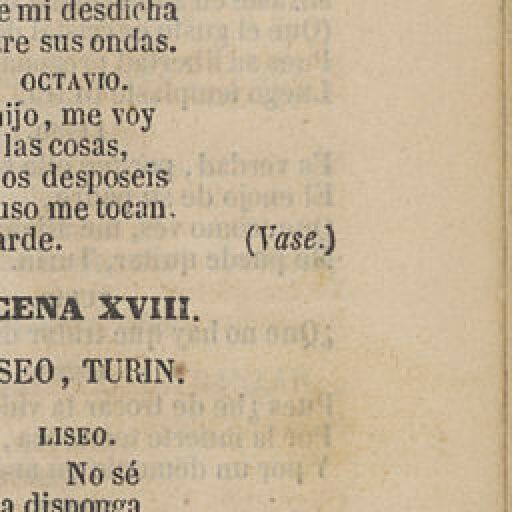 e mi desdicha
re sus ondas.
OCTAVIO.
ijo, me voy
las cosas,
os desposeis
uso me tocan.
arde. (Vase.)
CENA XVIII.
SEO, TURIN.
LISEO.
No sé
a disponga